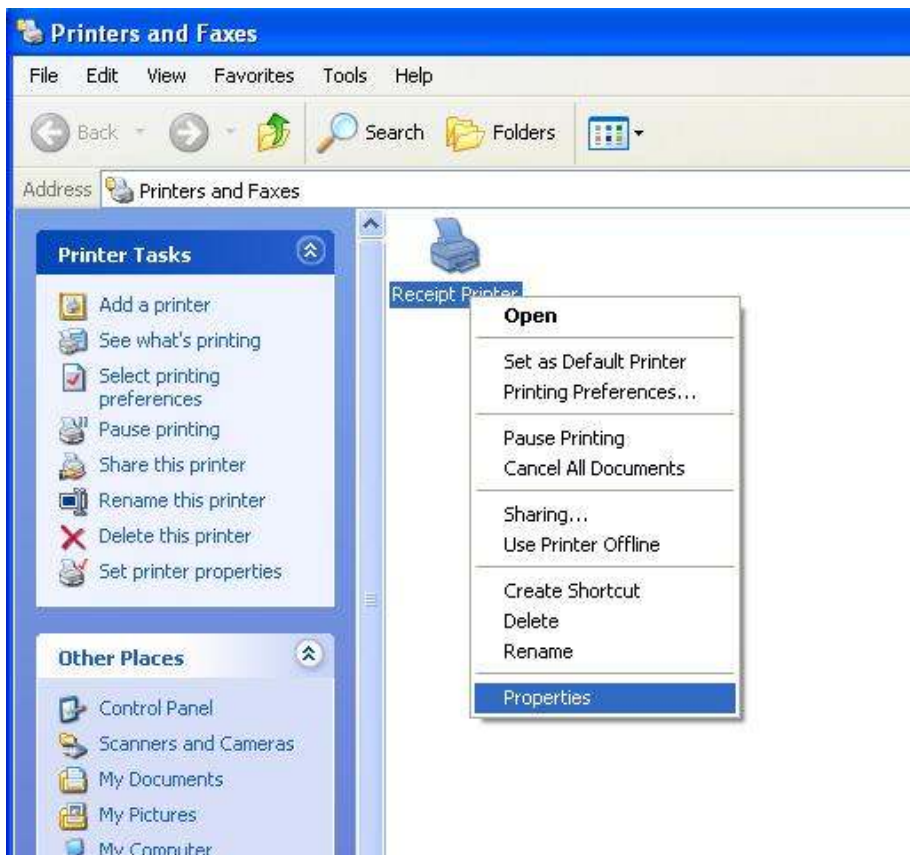 Printers and Faxes
File Edit View Favorites Tools Help
Back Search Folders
Address Printers and Faxes
Printer Tasks
Add a printer
See what's printing
Select printing
preferences
Pause printing
Share this printer
Rename this printer
Delete this printer
Set printer properties
Other Places
Control Panel
Scanners and Cameras
My Documents
My Pictures
My Computer
Receipt Printer
Open
Set as Default Printer
Printing Preferences...
Pause Printing
Cancel All Documents
Sharing...
Use Printer Offline
Create Shortcut
Delete
Rename
Properties